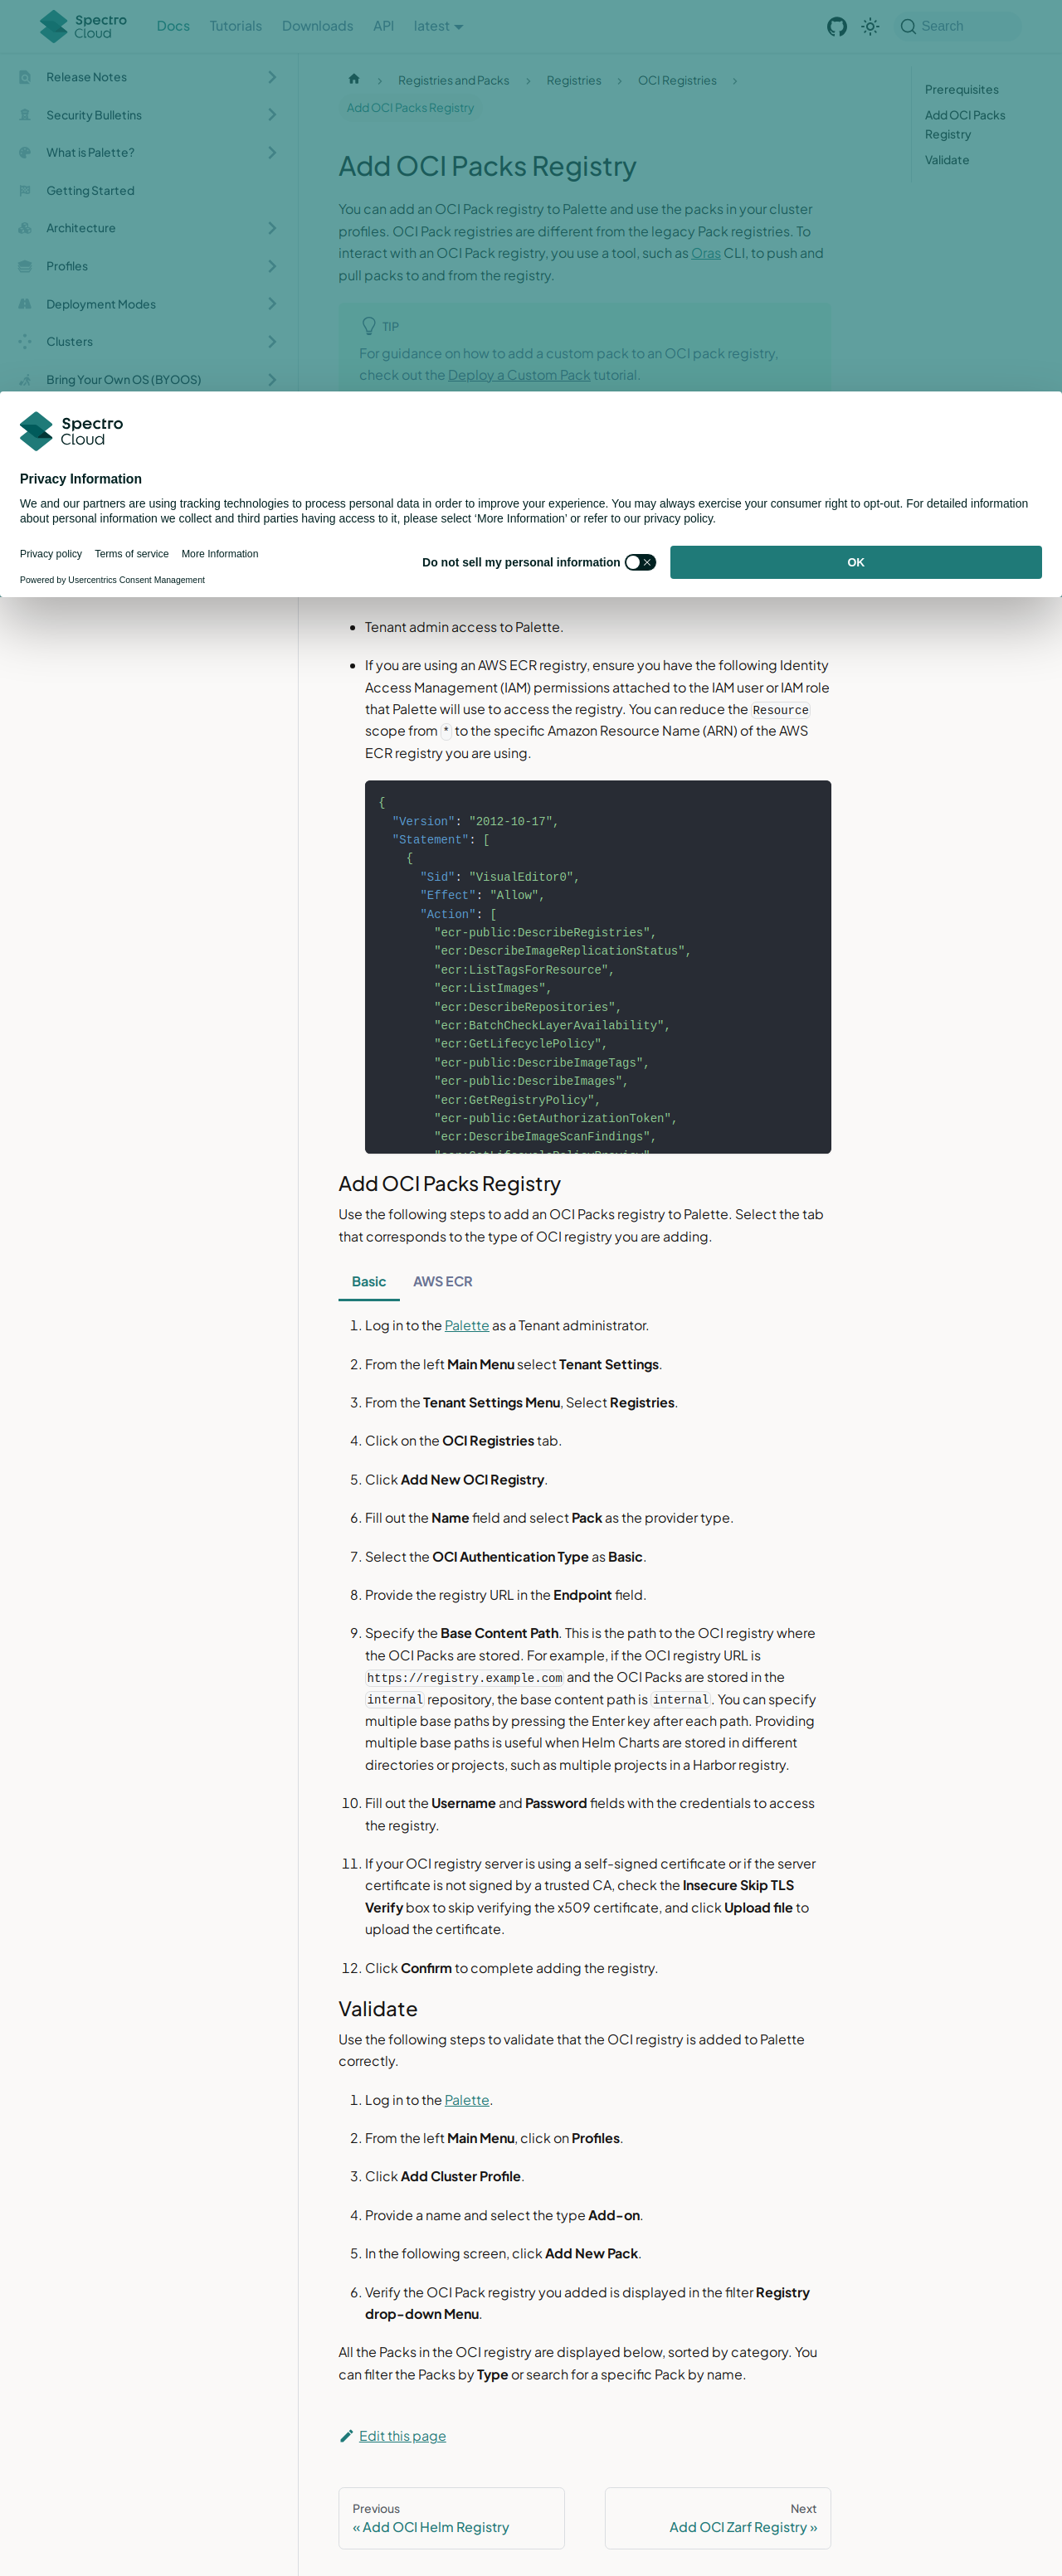 Spectro
Cloud
Docs
Tutorials
Downloads
API
latest
Search
Release Notes
Security Bulletins
What is Palette?
Getting Started
Architecture
Profiles
Deployment Modes
Clusters
Bring Your Own OS (BYOOS)
Registries and Packs
Registries
OCI Registries
Add OCI Packs Registry
Prerequisites
Add OCI Packs
Registry
Validate
Add OCI Packs Registry
You can add an OCI Pack registry to Palette and use the packs in your cluster
profiles. OCI Pack registries are different from the legacy Pack registries. To
interact with an OCI Pack registry, you use a tool, such as Oras CLI, to push and
pull packs to and from the registry.
TIP
For guidance on how to add a custom pack to an OCI pack registry,
check out the Deploy a Custom Pack tutorial.
Spectro
Cloud
Privacy Information
We and our partners are using tracking technologies to process personal data in order to improve your experience. You may always exercise your consumer right to opt-out. For detailed information
about personal information we collect and third parties having access to it, please select ‘More Information’ or refer to our privacy policy.
Privacy policy
Terms of service
More Information
Do not sell my personal information
OK
Powered by Usercentrics Consent Management
• Tenant admin access to Palette.
• If you are using an AWS ECR registry, ensure you have the following Identity
Access Management (IAM) permissions attached to the IAM user or IAM role
that Palette will use to access the registry. You can reduce the Resource
scope from * to the specific Amazon Resource Name (ARN) of the AWS
ECR registry you are using.
{
"Version": "2012-10-17",
"Statement": [
{
"Sid": "VisualEditor0",
"Effect": "Allow",
"Action": [
"ecr-public:DescribeRegistries",
"ecr:DescribeImageReplicationStatus",
"ecr:ListTagsForResource",
"ecr:ListImages",
"ecr:DescribeRepositories",
"ecr:BatchCheckLayerAvailability",
"ecr:GetLifecyclePolicy",
"ecr-public:DescribeImageTags",
"ecr-public:DescribeImages",
"ecr:GetRegistryPolicy",
"ecr-public:GetAuthorizationToken",
"ecr:DescribeImageScanFindings",
"ecr:GetLifecyclePolicyPreview",
Add OCI Packs Registry
Use the following steps to add an OCI Packs registry to Palette. Select the tab
that corresponds to the type of OCI registry you are adding.
Basic
AWS ECR
1. Log in to the Palette as a Tenant administrator.
2. From the left Main Menu select Tenant Settings.
3. From the Tenant Settings Menu, Select Registries.
4. Click on the OCI Registries tab.
5. Click Add New OCI Registry.
6. Fill out the Name field and select Pack as the provider type.
7. Select the OCI Authentication Type as Basic.
8. Provide the registry URL in the Endpoint field.
9. Specify the Base Content Path. This is the path to the OCI registry where
the OCI Packs are stored. For example, if the OCI registry URL is
https://registry.example.com and the OCI Packs are stored in the
internal repository, the base content path is internal. You can specify
multiple base paths by pressing the Enter key after each path. Providing
multiple base paths is useful when Helm Charts are stored in different
directories or projects, such as multiple projects in a Harbor registry.
10. Fill out the Username and Password fields with the credentials to access
the registry.
11. If your OCI registry server is using a self-signed certificate or if the server
certificate is not signed by a trusted CA, check the Insecure Skip TLS
Verify box to skip verifying the x509 certificate, and click Upload file to
upload the certificate.
12. Click Confirm to complete adding the registry.
Validate
Use the following steps to validate that the OCI registry is added to Palette
correctly.
1. Log in to the Palette.
2. From the left Main Menu, click on Profiles.
3. Click Add Cluster Profile.
4. Provide a name and select the type Add-on.
5. In the following screen, click Add New Pack.
6. Verify the OCI Pack registry you added is displayed in the filter Registry
drop-down Menu.
All the Packs in the OCI registry are displayed below, sorted by category. You
can filter the Packs by Type or search for a specific Pack by name.
Edit this page
Previous
« Add OCI Helm Registry
Next
Add OCI Zarf Registry »